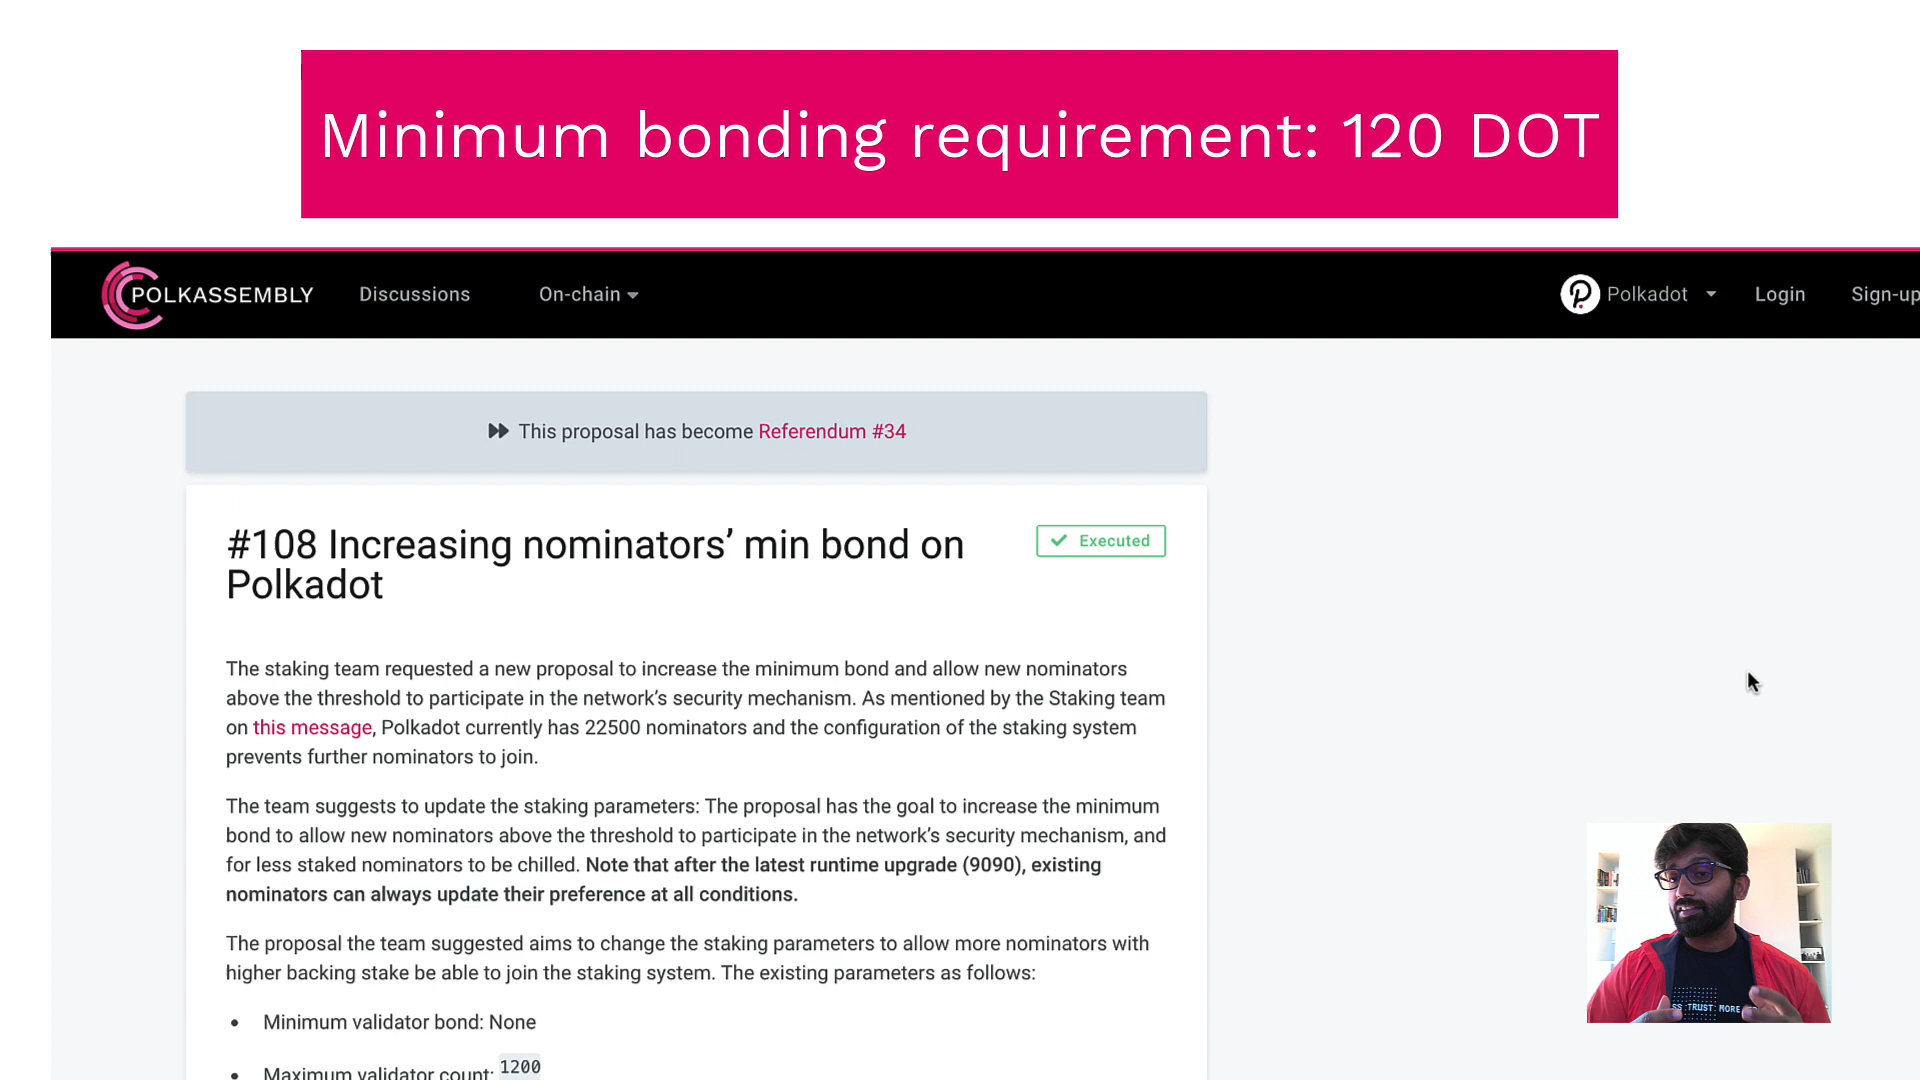 Minimum bonding requirement: 120 DOT
POLKASSEMBLY Discussions On-chain Polkadot Login Sign-up
This proposal has become Referendum #34
#108 Increasing nominators’ min bond on
Polkadot
Executed
The staking team requested a new proposal to increase the minimum bond and allow new nominators
above the threshold to participate in the network’s security mechanism. As mentioned by the Staking team
on this message, Polkadot currently has 22500 nominators and the configuration of the staking system
prevents further nominators to join.
The team suggests to update the staking parameters: The proposal has the goal to increase the minimum
bond to allow new nominators above the threshold to participate in the network’s security mechanism, and
for less staked nominators to be chilled. Note that after the latest runtime upgrade (9090), existing
nominators can always update their preference at all conditions.
The proposal the team suggested aims to change the staking parameters to allow more nominators with
higher backing stake be able to join the staking system. The existing parameters as follows:
• Minimum validator bond: None
• Maximum validator count: 1200
TRUST MORE